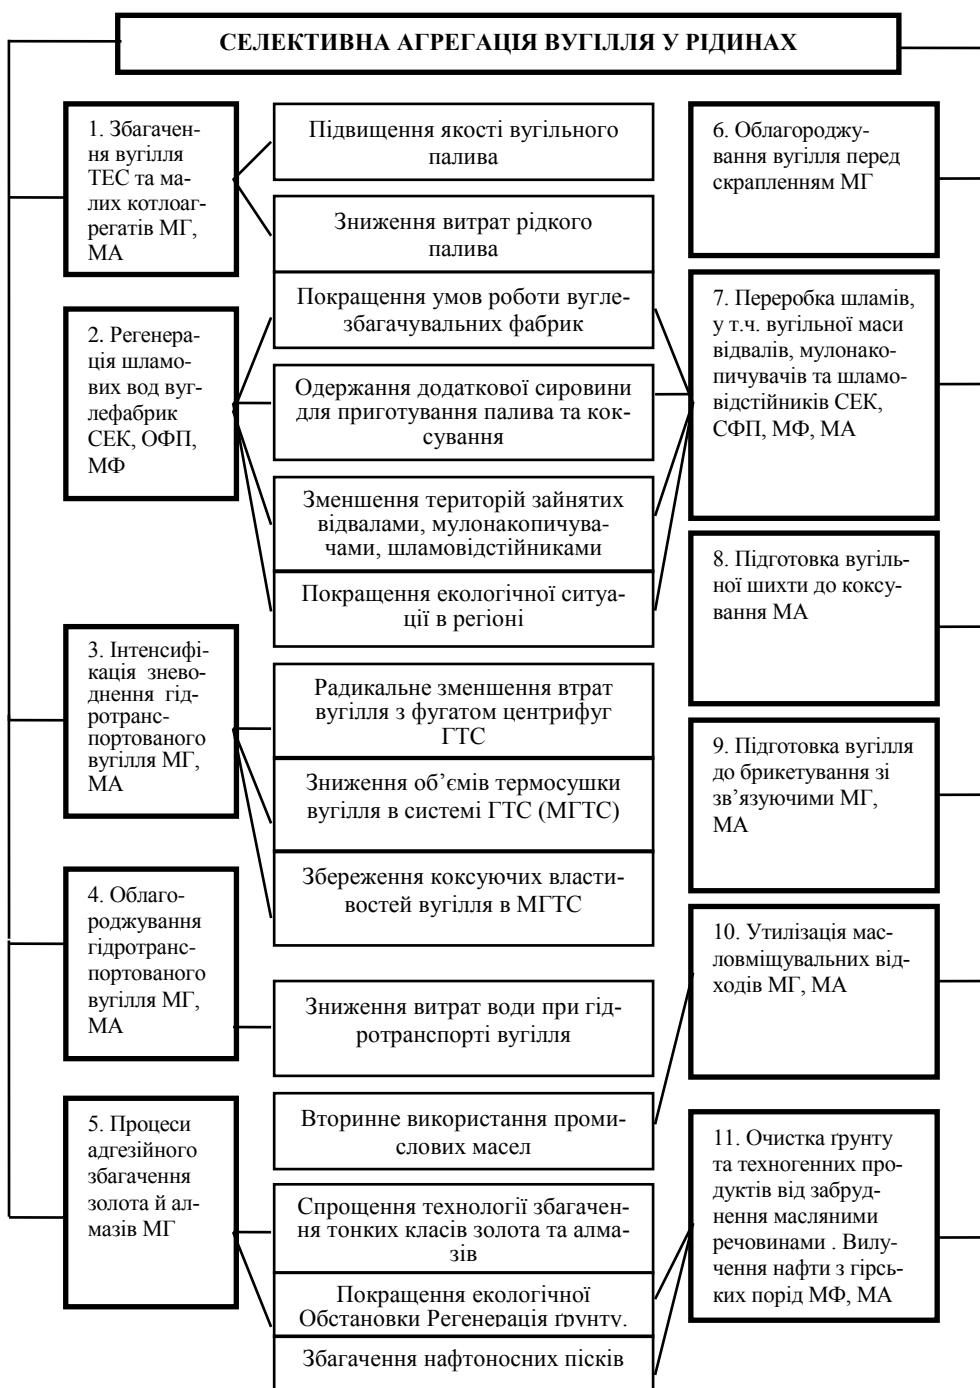 СЕЛЕКТИВНА АГРЕГАЦІЯ ВУГІЛЛЯ У РІДИНАХ
1. Збагачен-
ня вугілля
ТЕС та ма-
лих котлоаг-
регатів МГ,
МА
2. Регенера-
ція шламо-
вих вод вуг-
лефабрик
СЕК, ОФП,
МФ
3. Інтенсифі-
кація знево-
днення гід-
ротранс-
портованого
вугілля МГ,
МА
4. Облаго-
роджування
гідротранс-
портованого
вугілля МГ,
МА
5. Процеси
адгезійного
збагачення
золота й ал-
мазів МГ
Підвищення якості вугільного
палива
Зниження витрат рідкого
палива
Покращення умов роботи вугле-
збагачувальних фабрик
Одержання додаткової сировини
для приготування палива та кок-
сування
Зменшення територій зайнятих
відвалами, мулонакопичува-
чами, шламовідстійниками
Покращення екологічної ситуа-
ції в регіоні
Радикальне зменшення втрат
вугілля з фугатом центрифуг
ГТС
Зниження об’ємів термосушки
вугілля в системі ГТС (МГТС)
Збереження коксуючих власти-
востей вугілля в МГТС
Зниження витрат води при гід-
ротранспорті вугілля
Вторинне використання проми-
слових масел
Спрощення технології збагачен-
ня тонких класів золота та алма-
зів
Покращення екологічної
Обстановки Регенерація ґрунту.
Збагачення нафтоносних пісків
6. Облагороджу-
вання вугілля перед
скрапленням МГ
7. Переробка шламів,
у т.ч. вугільної маси
відвалів, мулонако-
пичувачів та шламо-
відстійників СЕК,
СФП, МФ, МА
8. Підготовка вугіль-
ної шихти до коксу-
вання МА
9. Підготовка вугілля
до брикетування зі
зв’язуючими МГ,
МА
10. Утилізація мас-
ловміщувальних від-
ходів МГ, МА
11. Очистка ґрунту
та техногенних про-
дуктів від забруд-
нення масляними
речовинами . Вилу-
чення нафти з гірсь-
ких порід МФ, МА